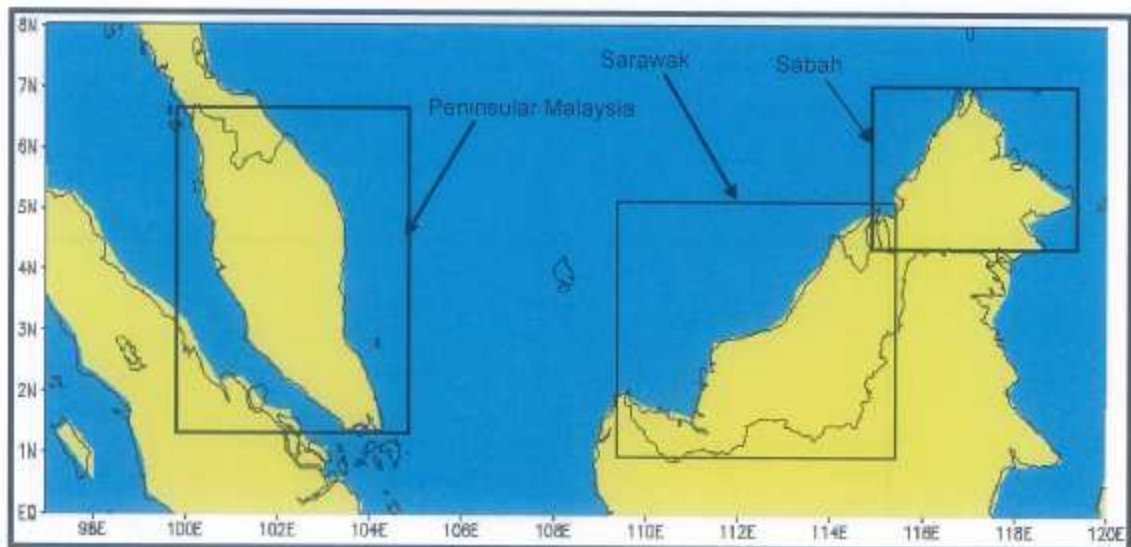 8N
7N
6N
5N
4N
3N
2N
1N
EQ
Sarawak
Sabah
Peninsular Malaysia
98E 100E 102E 104E 106E 108E 110E 112E 114E 116E 118E 120E